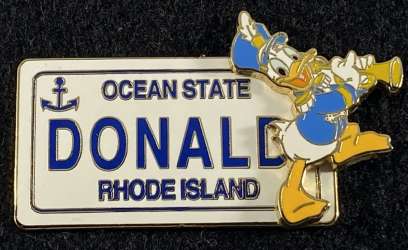 OCEAN STATE
DONALD
RHODE ISLAND